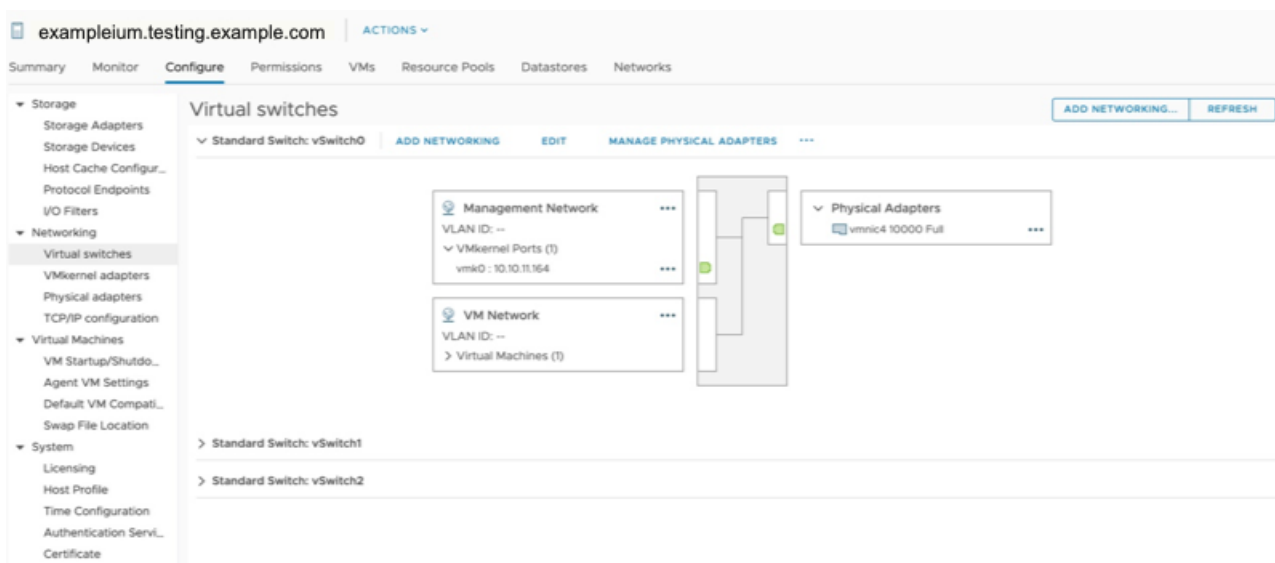 exampleium.testing.example.com ACTIONS
Summary Monitor Configure Permissions VMs Resource Pools Datastores Networks
Storage
Storage Adapters
Storage Devices
Host Cache Configur...
Protocol Endpoints
I/O Filters
Networking
Virtual switches
VMkernel adapters
Physical adapters
TCP/IP configuration
Virtual Machines
VM Startup/Shutdo...
Agent VM Settings
Default VM Compati...
Swap File Location
System
Licensing
Host Profile
Time Configuration
Authentication Servi...
Certificate
Virtual switches
ADD NETWORKING... REFRESH
Standard Switch: vSwitch0 ADD NETWORKING EDIT MANAGE PHYSICAL ADAPTERS ...
Management Network ...
VLAN ID: --
VMkernel Ports (1)
vmk0 : 10.10.11.164 ...
VM Network ...
VLAN ID: --
Virtual Machines (1)
Physical Adapters
vmnic4 10000 Full ...
Standard Switch: vSwitch1
Standard Switch: vSwitch2